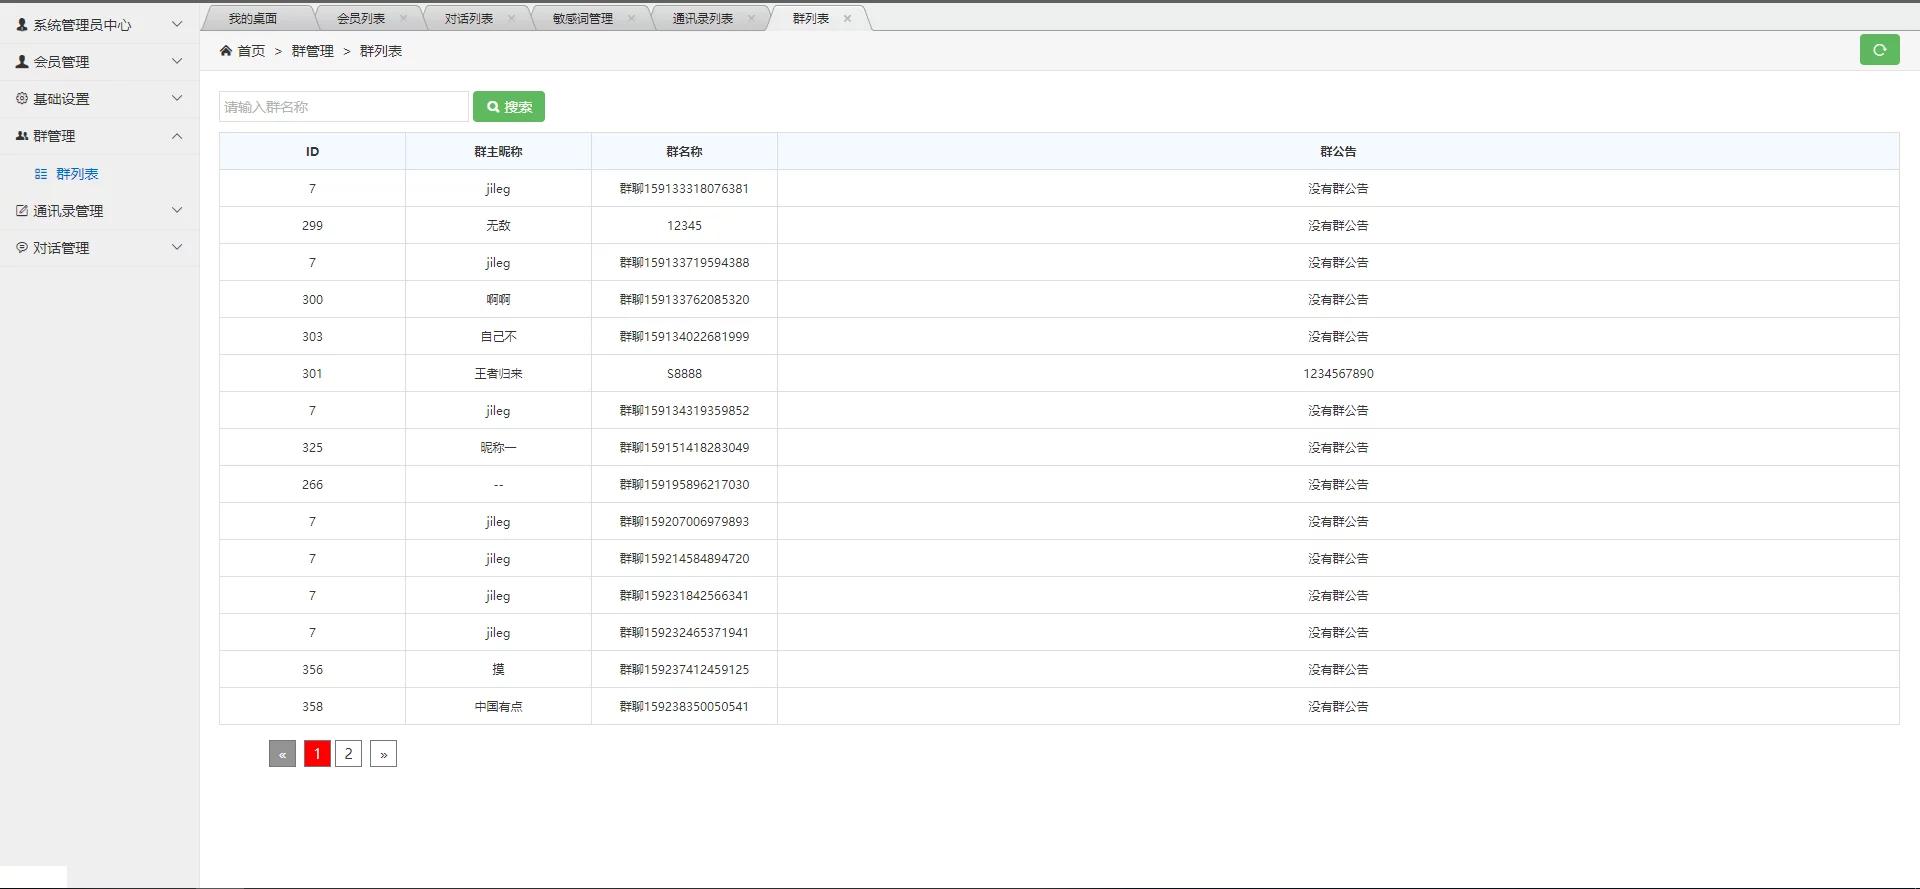 系统管理员中心
会员管理
基础设置
群管理
群列表
通讯录管理
对话管理
我的桌面 会员列表 × 对话列表 × 敏感词管理 × 通讯录列表 × 群列表 ×
首页 > 群管理 > 群列表
请输入群名称 搜索
ID 群主昵称 群名称 群公告
7 jileg 群聊159133318076381 没有群公告
299 无敌 12345 没有群公告
7 jileg 群聊159133719594388 没有群公告
300 啊啊 群聊159133762085320 没有群公告
303 自己不 群聊159134022681999 没有群公告
301 王者归来 S8888 1234567890
7 jileg 群聊159134319359852 没有群公告
325 昵称一 群聊159151418283049 没有群公告
266 -- 群聊159195896217030 没有群公告
7 jileg 群聊159207006979893 没有群公告
7 jileg 群聊159214584894720 没有群公告
7 jileg 群聊159231842566341 没有群公告
7 jileg 群聊159232465371941 没有群公告
356 摸 群聊159237412459125 没有群公告
358 中国有点 群聊159238350050541 没有群公告
« 1 2 »